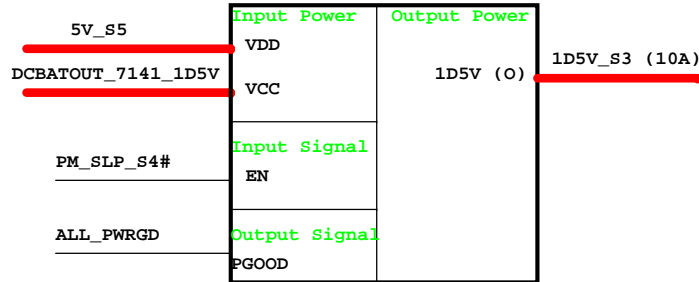 Input Power Output Power
5V_S5
VDD
DCBATOUT_7141_1D5V
VCC
1D5V (O)
1D5V_S3 (10A)
Input Signal
PM_SLP_S4#
EN
ALL_PWRGD
Output Signal
PGOOD